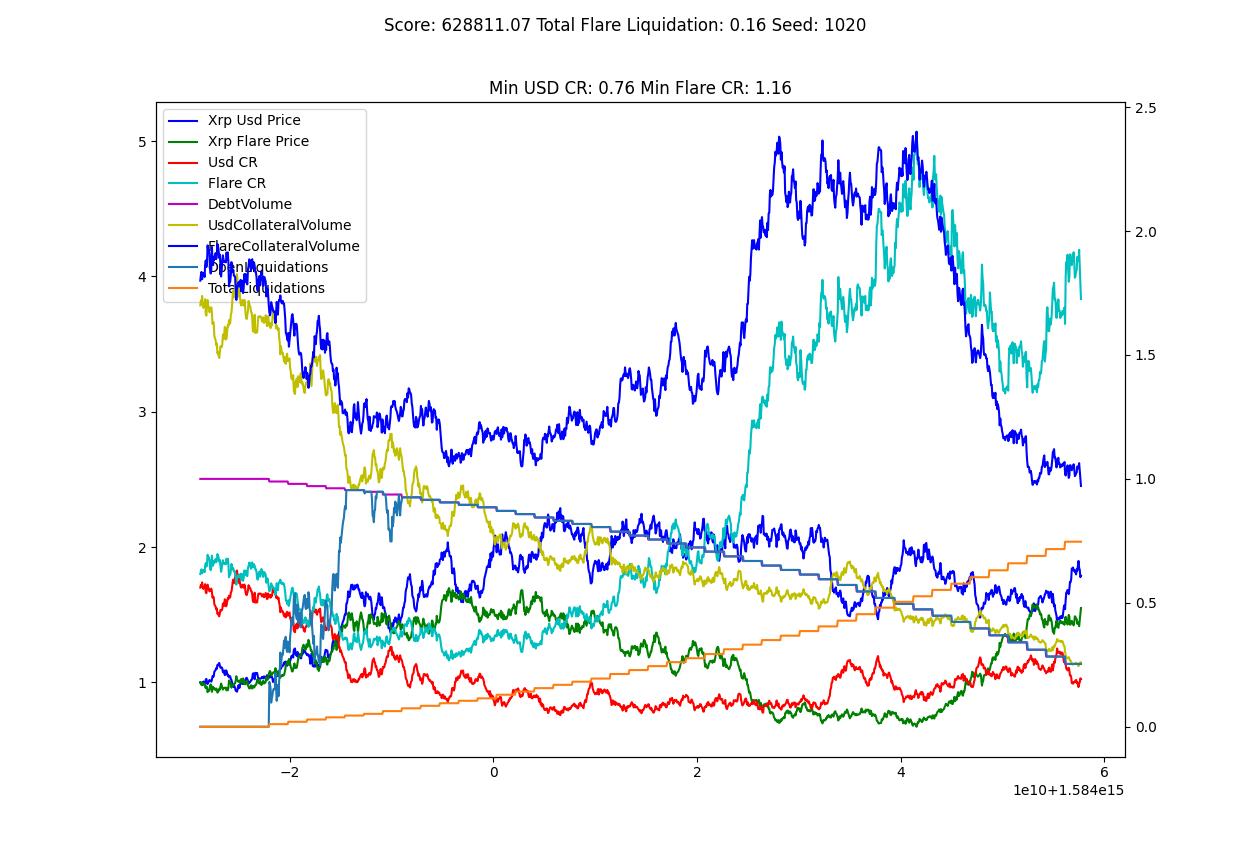 Score: 628811.07 Total Flare Liquidation: 0.16 Seed: 1020
Min USD CR: 0.76 Min Flare CR: 1.16
Xrp Usd Price
Xrp Flare Price
Usd CR
Flare CR
DebtVolume
UsdCollateralVolume
FlareCollateralVolume
OpenLiquidations
TotalLiquidations
5
4
3
2
1
2.5
2.0
1.5
1.0
0.5
0.0
−2 0 2 4 6
1e10+1.584e15